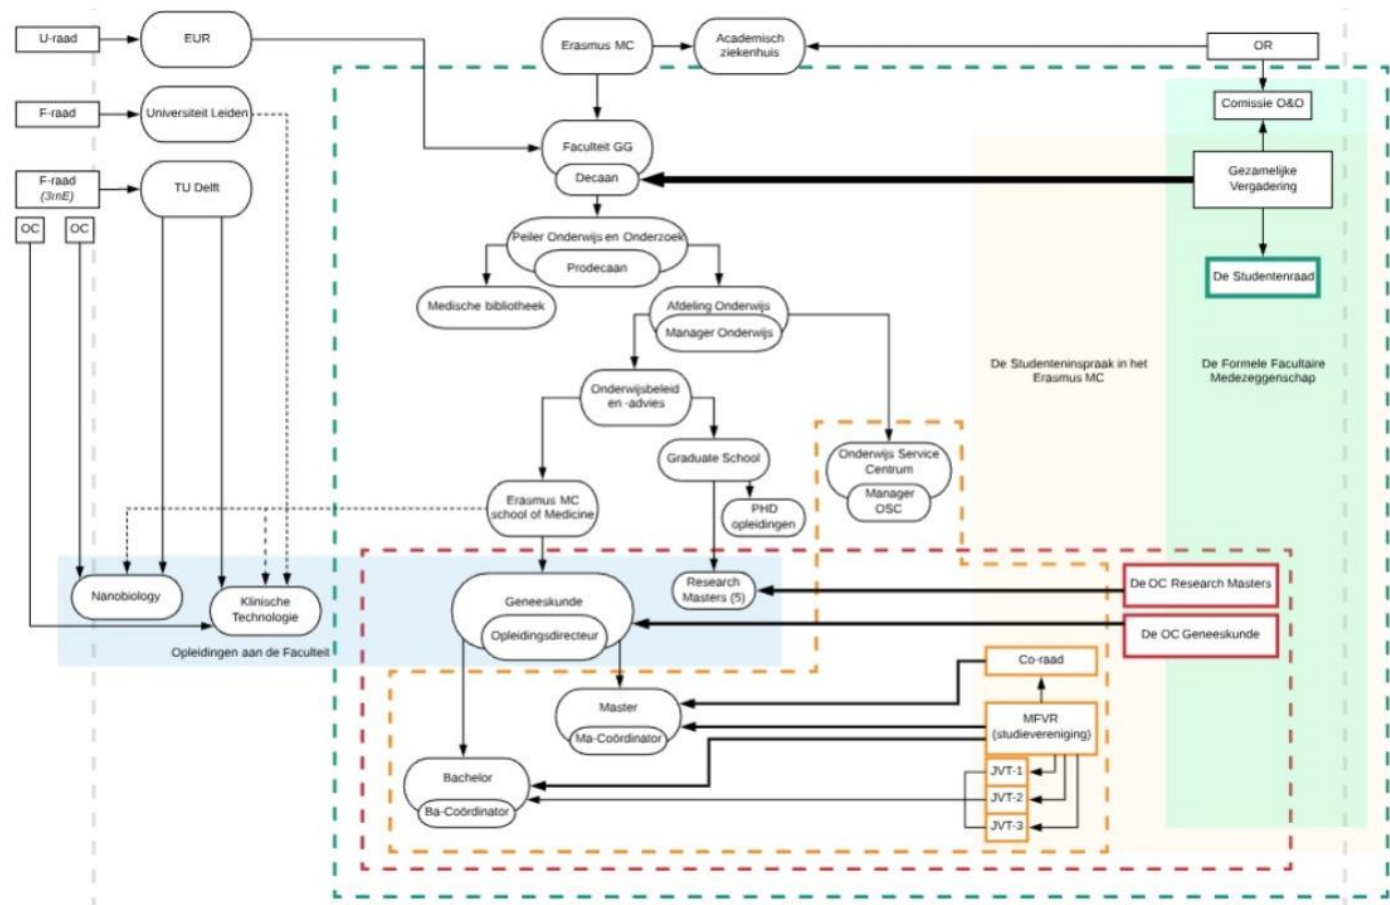 U-raad
EUR
Erasmus MC
Academisch
ziekenhuis
OR
F-raad
Universiteit Leiden
Comissie O&O
Faculteit GG
Decaan
Gezamelijke
Vergadering
F-raad
(3mE)
TU Delft
OC
OC
Peiler Onderwijs en Onderzoek
Prodecaan
De Studentenraad
Medische bibliotheek
Afdeling Onderwijs
Manager Onderwijs
De Studenteninspraak in het
Erasmus MC
De Formele Facultaire
Medezeggenschap
Onderwijsbeleid
en -advies
Graduate School
Onderwijs Service
Centrum
Manager
OSC
Erasmus MC
school of Medicine
PHD
opleidingen
Nanobiology
Klinische
Technologie
Geneeskunde
Opleidingsdirecteur
Research
Masters (5)
De OC Research Masters
De OC Geneeskunde
Opleidingen aan de Faculteit
Co-raad
Master
Ma-Coördinator
MFVR
(studievereniging)
Bachelor
Ba-Coördinator
JVT-1
JVT-2
JVT-3